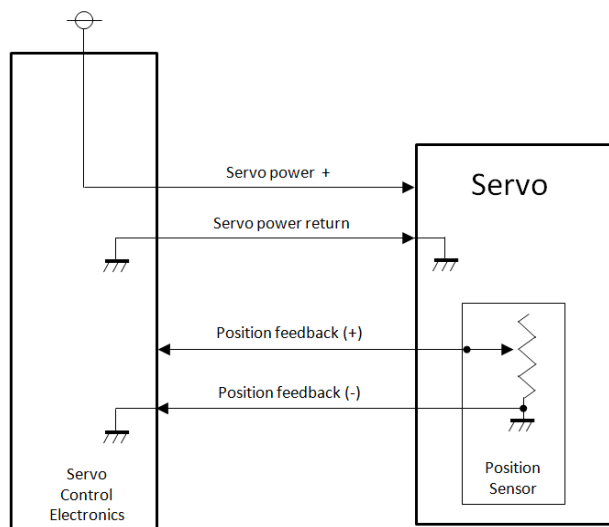 Servo power +
Servo
Servo power return
Position feedback (+)
Position feedback (-)
Servo
Control
Electronics
Position
Sensor